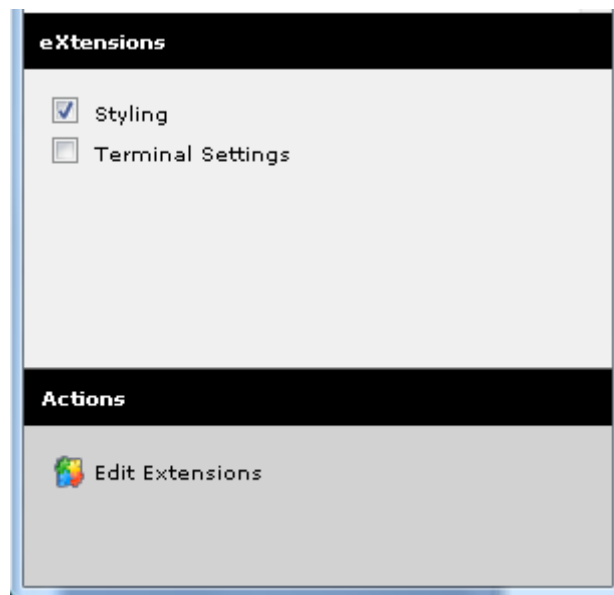 eXtensions
Styling
Terminal Settings
Actions
Edit Extensions